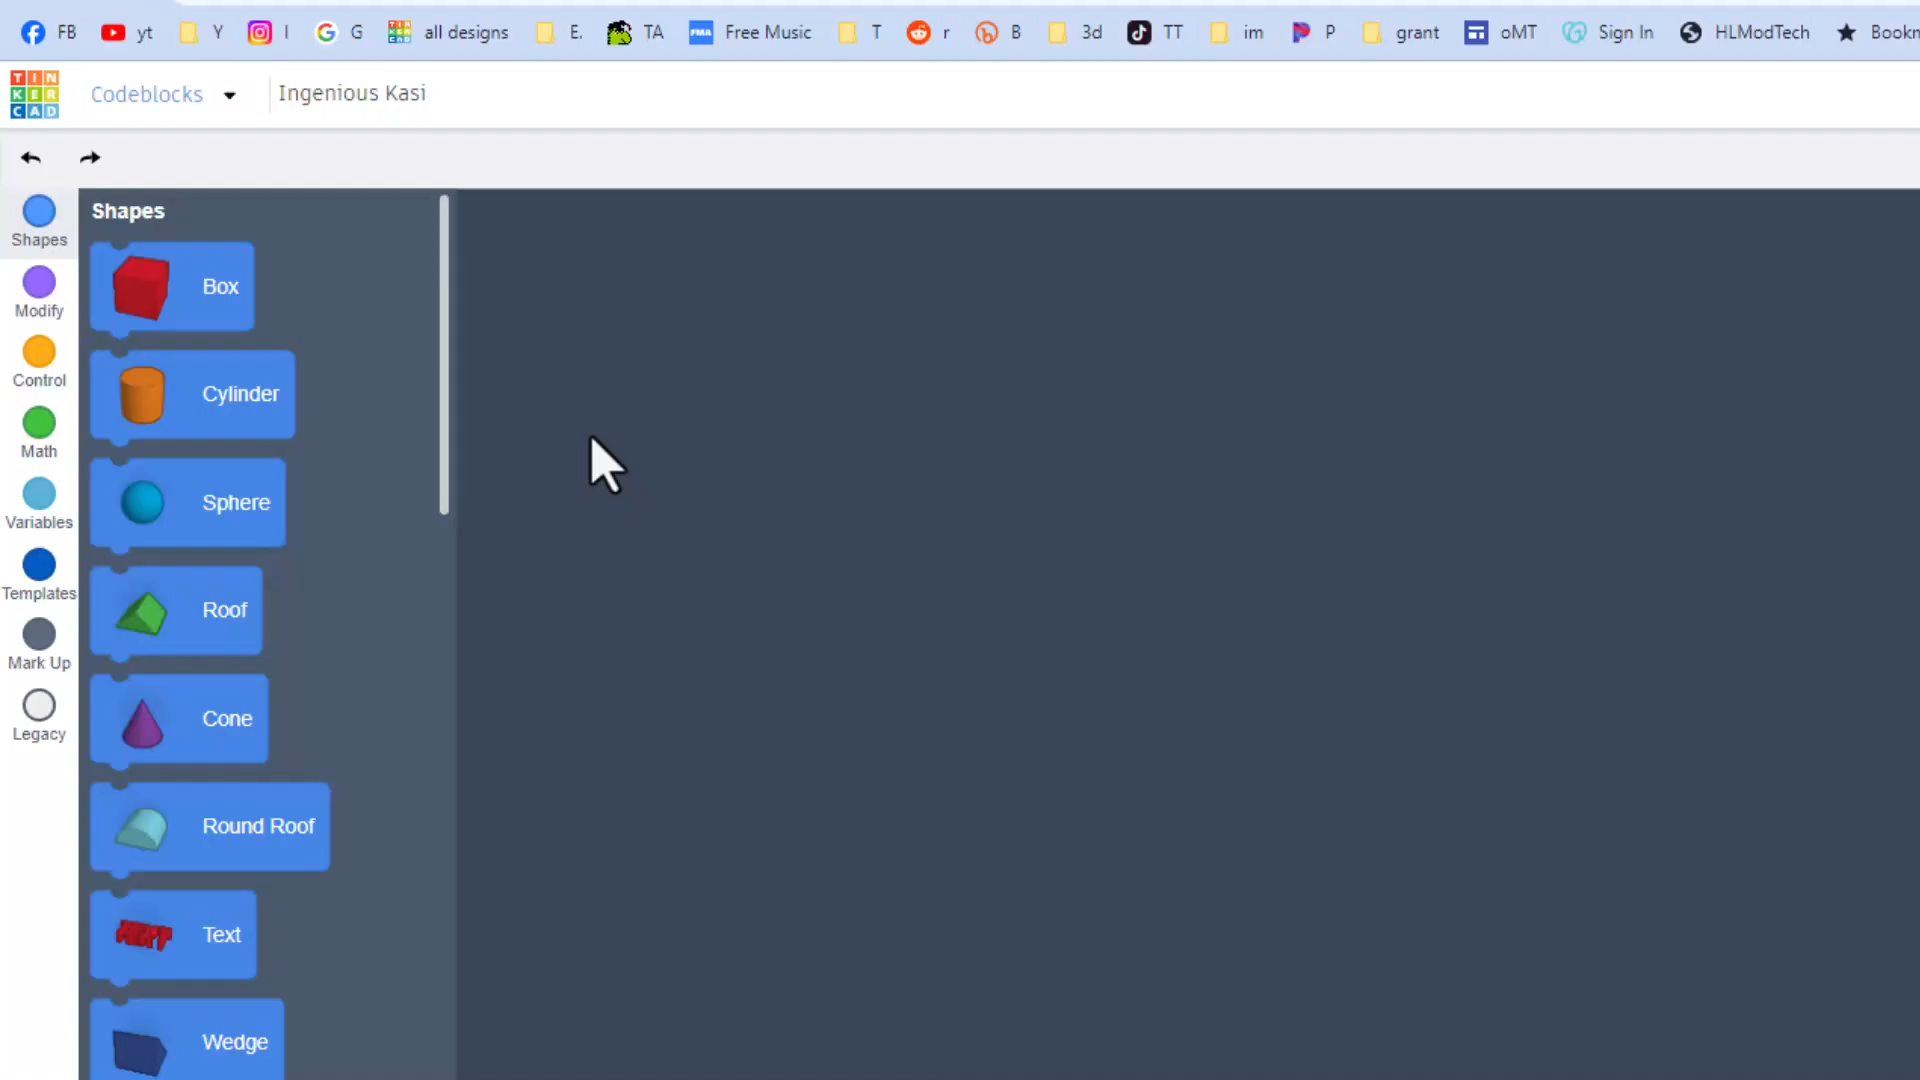 FB yt Y I G all designs E. TA FMA Free Music T r B 3d TT im P grant oMT Sign In HLModTech Bookn
TIN
KER
CAD
Codeblocks Ingenious Kasi
Shapes
Modify
Control
Math
Variables
Templates
Mark Up
Legacy
Shapes
Box
Cylinder
Sphere
Roof
Cone
Round Roof
Text
Wedge